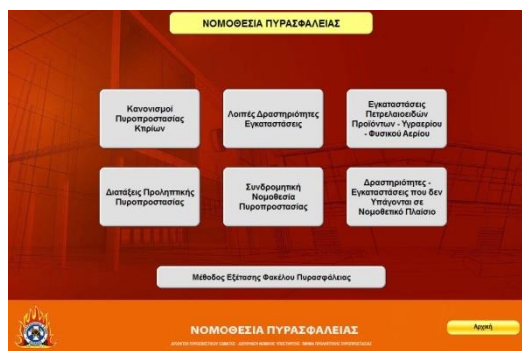 ΝΟΜΟΘΕΣΙΑ ΠΥΡΑΣΦΑΛΕΙΑΣ
Κανονισμοί
Πυροπροστασίας
Κτιρίων
Λοιπές Δραστηριότητες
Εγκαταστάσεις
Εγκαταστάσεις
Πετρελαιοειδών
Προϊόντων - Υγραερίου
- Φυσικού Αερίου
Διατάξεις Προληπτικής
Πυροπροστασίας
Συνδρομητική
Νομοθεσία
Πυροπροστασίας
Δραστηριότητες -
Εγκαταστάσεις που δεν
Υπάγονται σε
Νομοθετικό Πλαίσιο
Μέθοδος Εξέτασης Φακέλου Πυρασφάλειας
ΝΟΜΟΘΕΣΙΑ ΠΥΡΑΣΦΑΛΕΙΑΣ
Αρχική